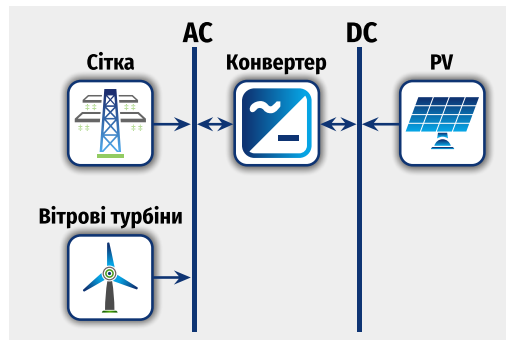 AC
DC
Сітка
Конвертер
PV
Вітрові турбіни